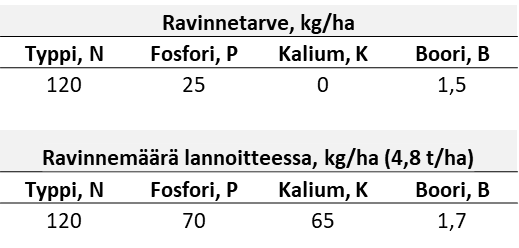 Ravinnetarve, kg/ha
Typpi, N Fosfori, P Kalium, K Boori, B
120 25 0 1,5
Ravinnemäärä lannoitteessa, kg/ha (4,8 t/ha)
Typpi, N Fosfori, P Kalium, K Boori, B
120 70 65 1,7